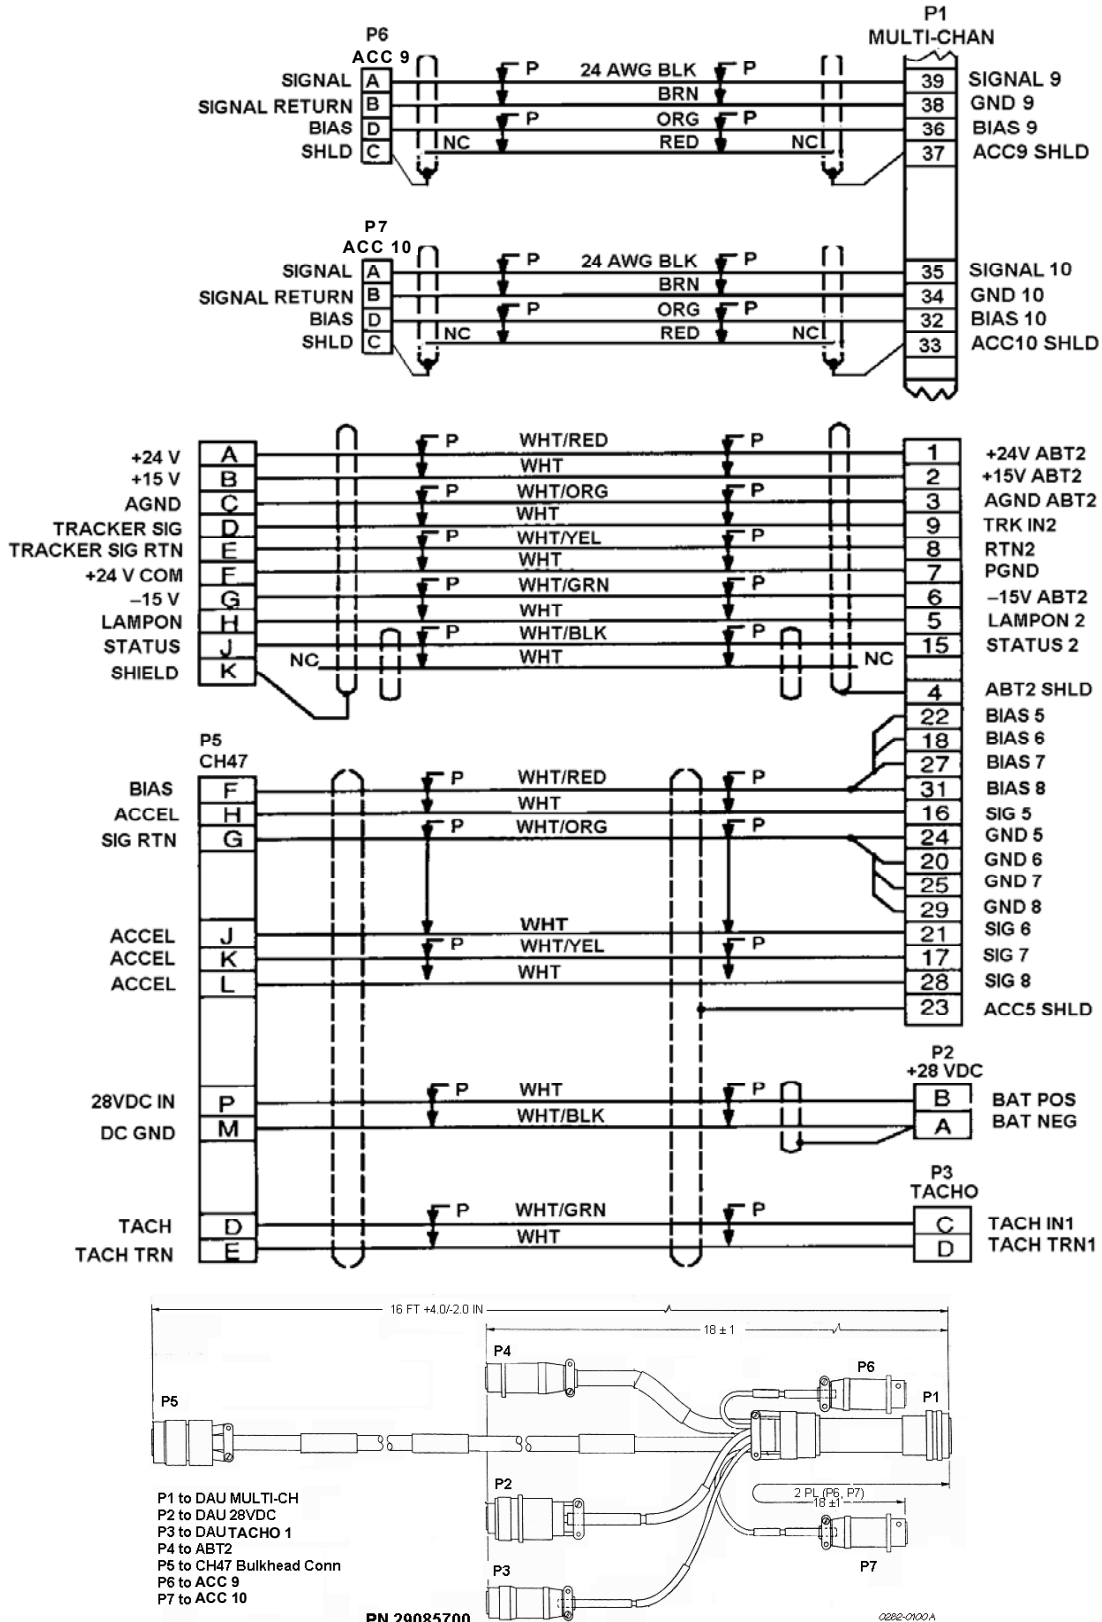 P1
MULTI-CHAN
P6
ACC 9
SIGNAL A P 24 AWG BLK P 39 SIGNAL 9
SIGNAL RETURN B BRN 38 GND 9
BIAS D P ORG P 36 BIAS 9
SHLD C NC RED NC 37 ACC9 SHLD
P7
ACC 10
SIGNAL A P 24 AWG BLK P 35 SIGNAL 10
SIGNAL RETURN B BRN 34 GND 10
BIAS D P ORG P 32 BIAS 10
SHLD C NC RED NC 33 ACC10 SHLD
+24 V A P WHT/RED P 1 +24V ABT2
+15 V B WHT 2 +15V ABT2
AGND C P WHT/ORG P 3 AGND ABT2
TRACKER SIG D WHT 9 TRK IN2
TRACKER SIG RTN E P WHT/YEL P 8 RTN2
+24 V COM F WHT 7 PGND
–15 V G P WHT/GRN P 6 –15V ABT2
LAMPON H WHT 5 LAMPON 2
STATUS J P WHT/BLK P 15 STATUS 2
SHIELD K NC WHT NC
4 ABT2 SHLD
22 BIAS 5
18 BIAS 6
27 BIAS 7
P5
CH47
BIAS F P WHT/RED P 31 BIAS 8
ACCEL H WHT 16 SIG 5
SIG RTN G P WHT/ORG P 24 GND 5
20 GND 6
25 GND 7
29 GND 8
ACCEL J WHT 21 SIG 6
ACCEL K P WHT/YEL P 17 SIG 7
ACCEL L WHT 28 SIG 8
23 ACC5 SHLD
P2
+28 VDC
28VDC IN P P WHT P B BAT POS
DC GND M WHT/BLK A BAT NEG
P3
TACHO
TACH D P WHT/GRN P C TACH IN1
TACH TRN E WHT D TACH TRN1
16 FT +4.0/-2.0 IN
18 ± 1
P4
P6
P5
P1
P2
2 PL (P6, P7)
18 ±1
P3
P7
P1 to DAU MULTI-CH
P2 to DAU 28VDC
P3 to DAU TACHO 1
P4 to ABT2
P5 to CH47 Bulkhead Conn
P6 to ACC 9
P7 to ACC 10
PN 29085700
0282-0100A